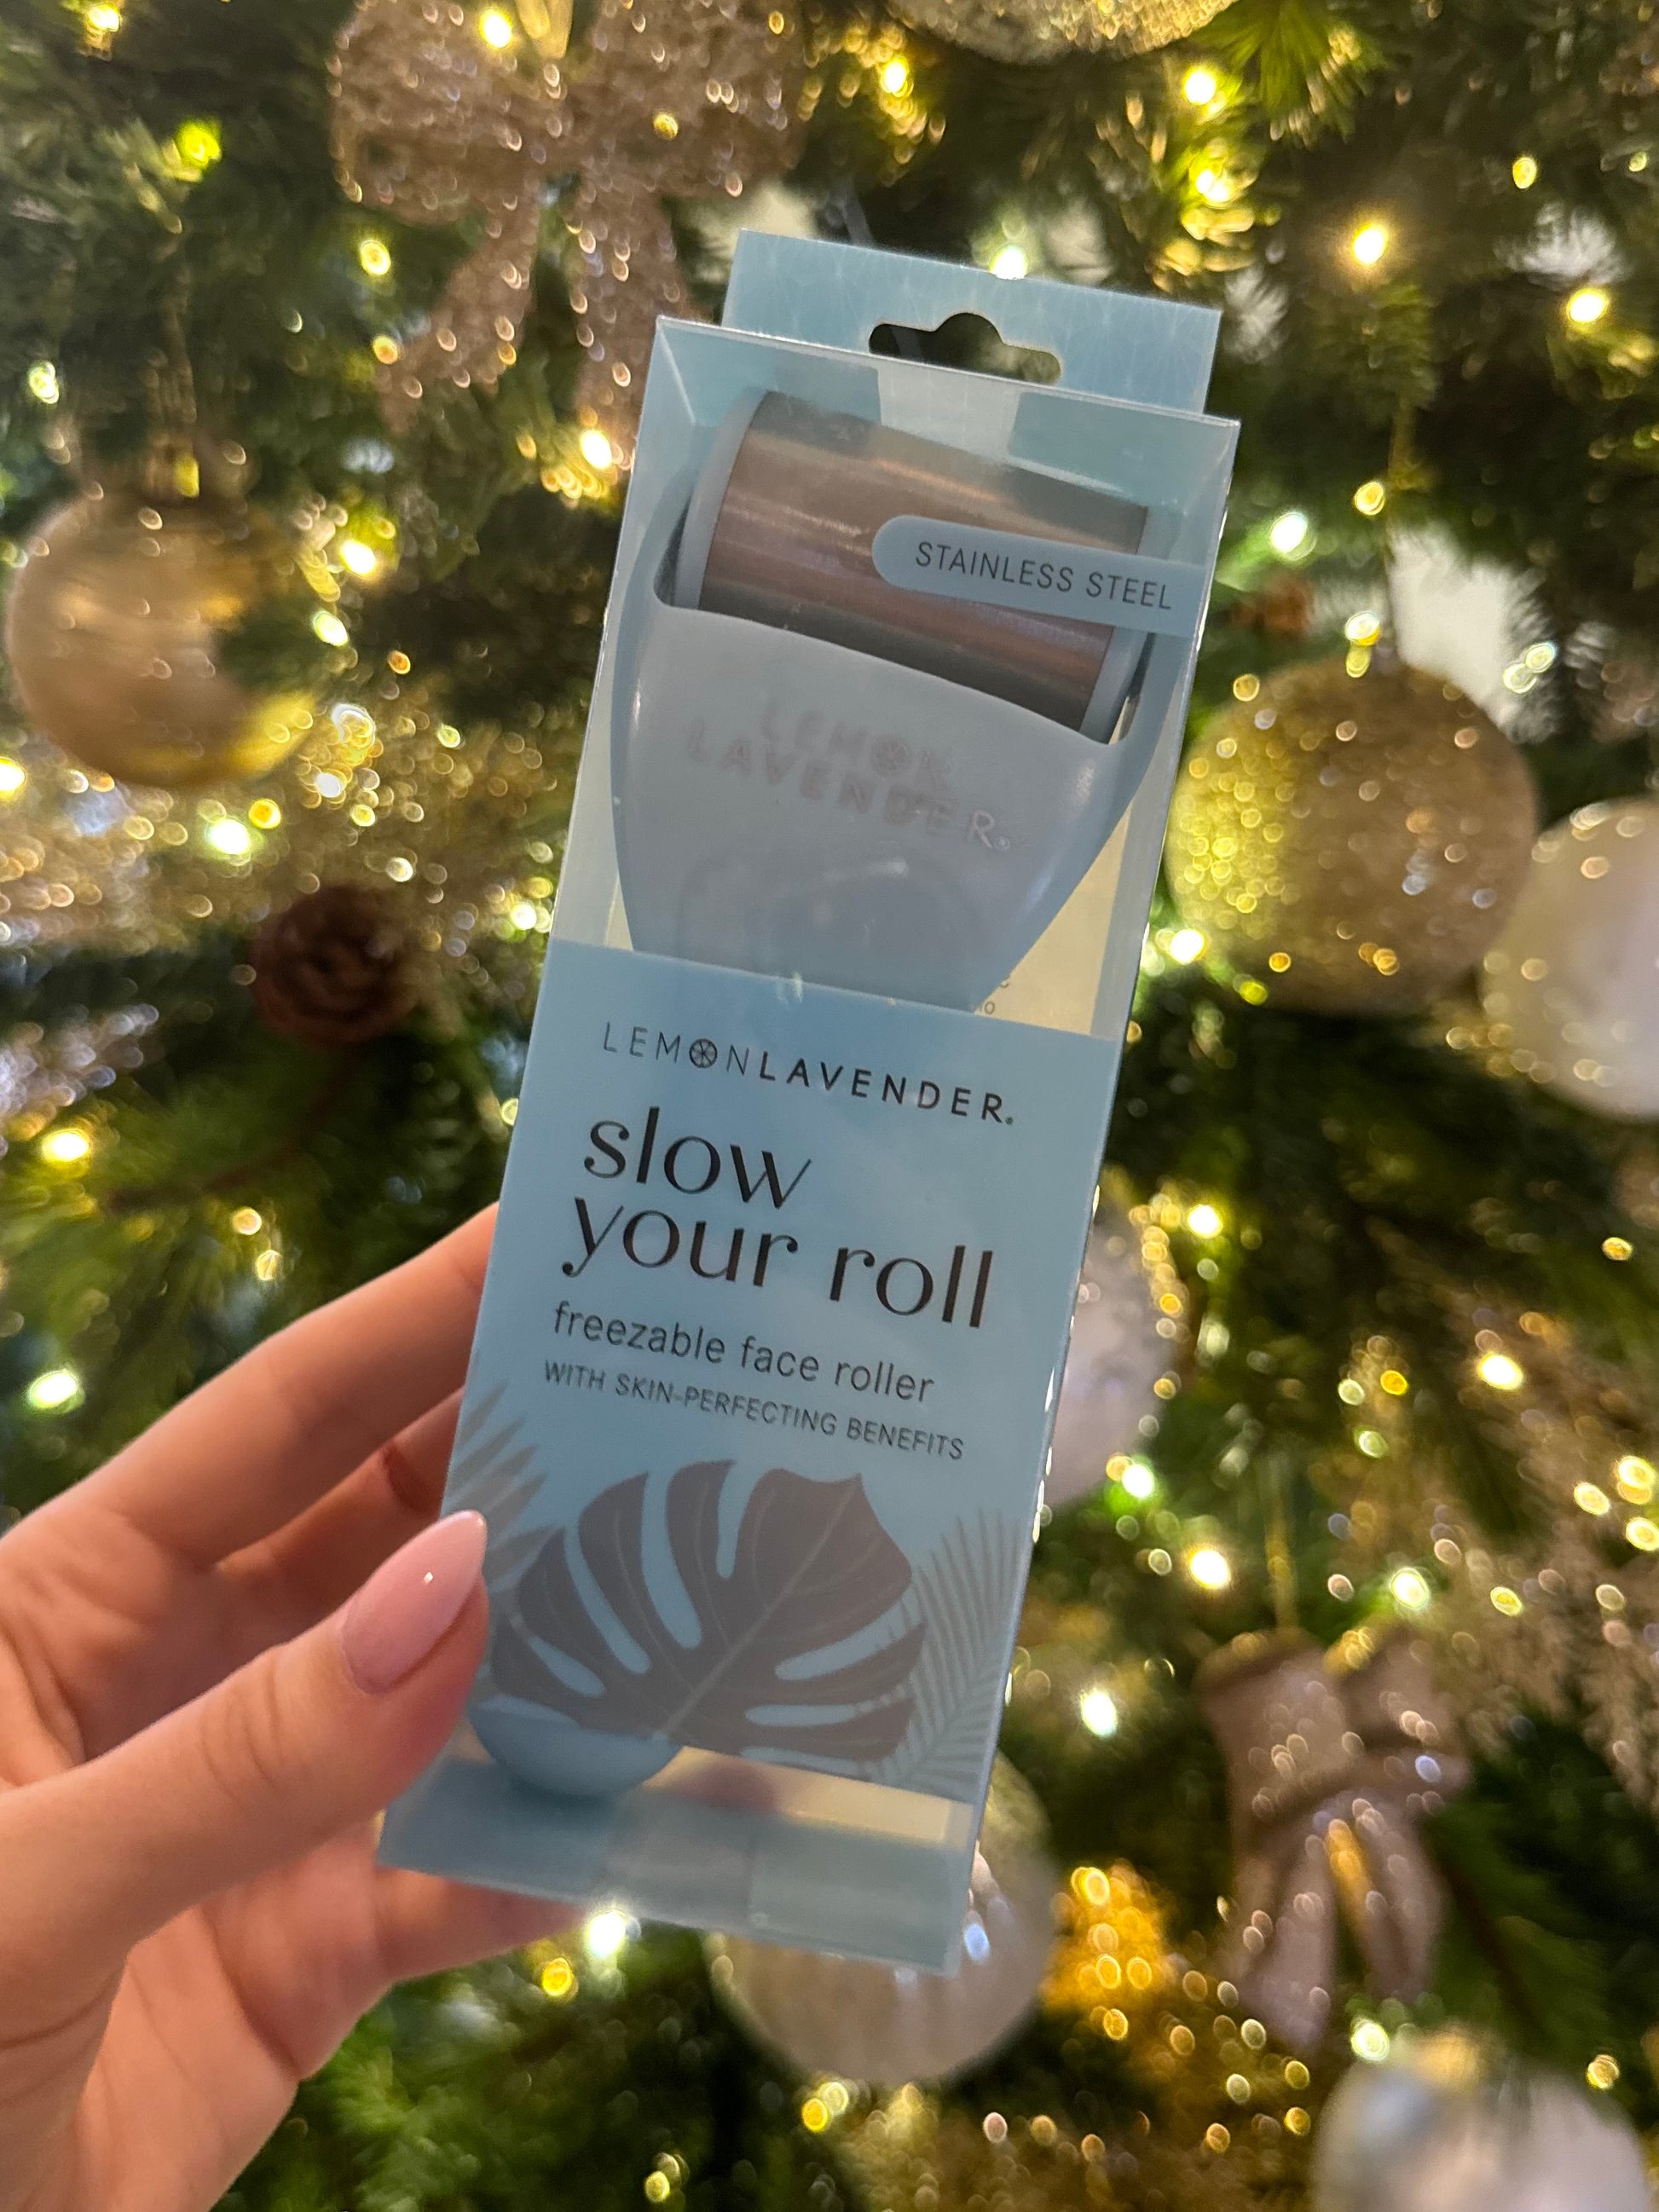 STAINLESS STEEL
LEMON
LAVENDER®
LEMONLAVENDER®
slow
your roll
freezable face roller
WITH SKIN-PERFECTING BENEFITS